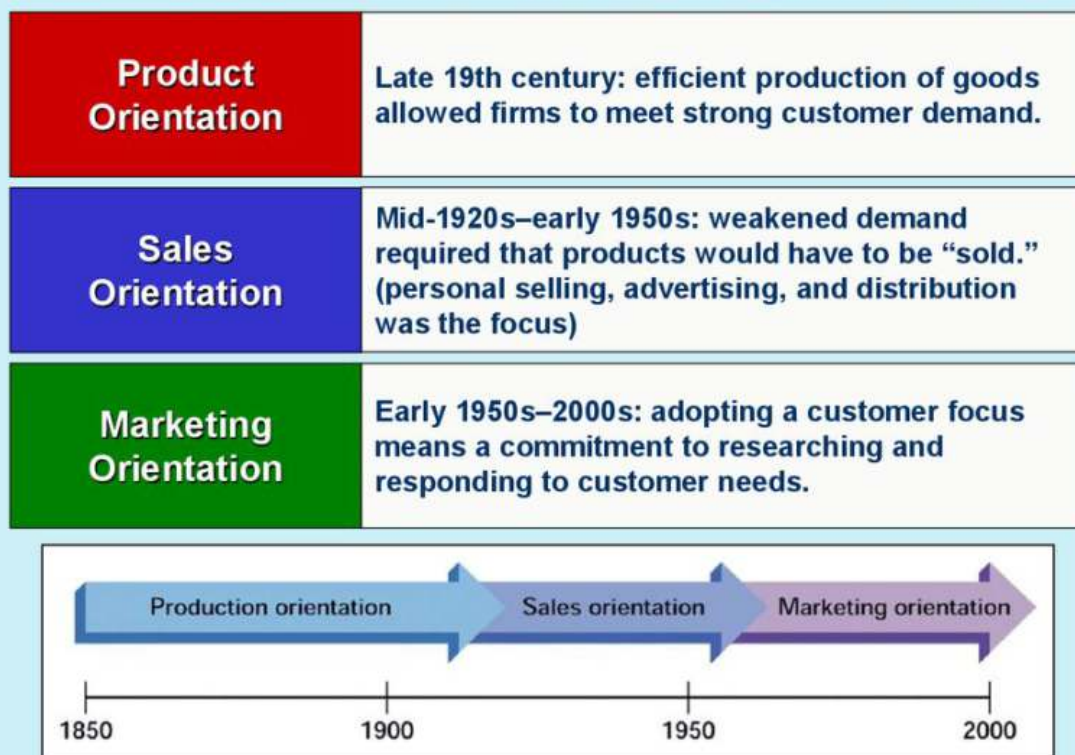 Product
Orientation
Late 19th century: efficient production of goods
allowed firms to meet strong customer demand.
Sales
Orientation
Mid-1920s–early 1950s: weakened demand
required that products would have to be “sold.”
(personal selling, advertising, and distribution
was the focus)
Marketing
Orientation
Early 1950s–2000s: adopting a customer focus
means a commitment to researching and
responding to customer needs.
Production orientation
Sales orientation
Marketing orientation
1850
1900
1950
2000